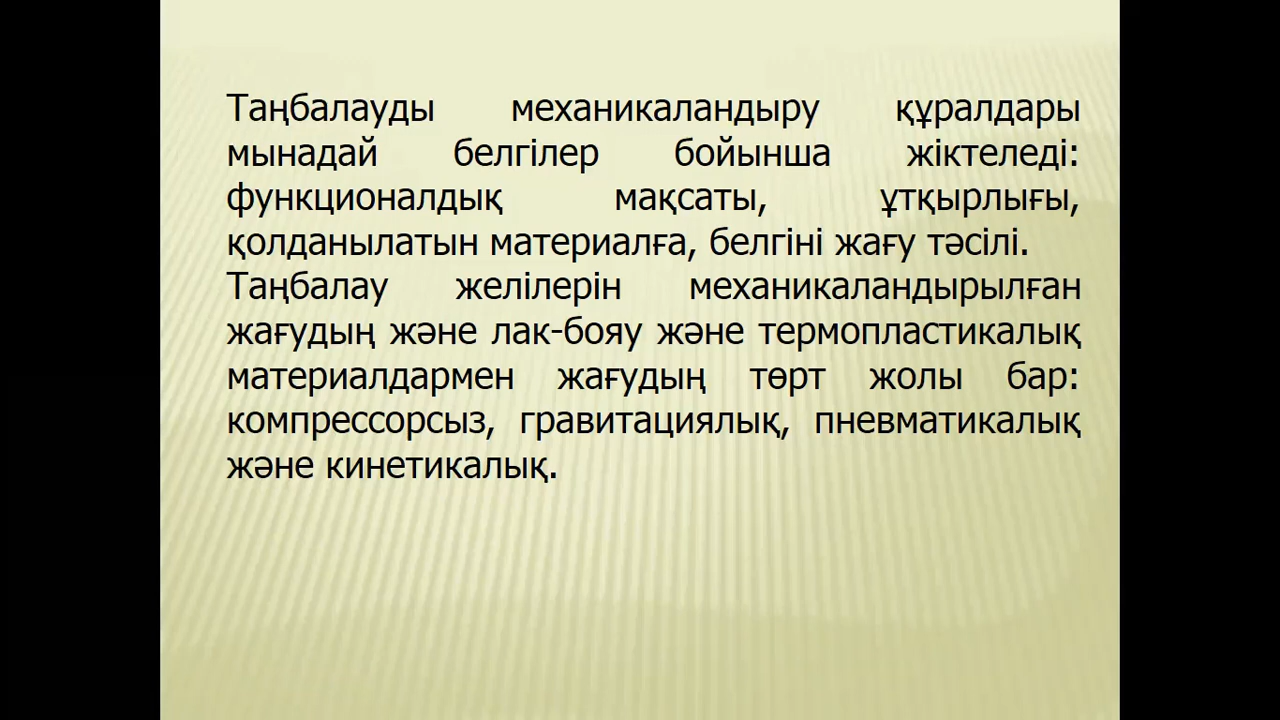 Таңбалауды механикаландыру құралдары
мынадай белгілер бойынша жіктеледі:
функционалдық мақсаты, ұтқырлығы,
қолданылатын материалға, белгіні жағу тәсілі.
Таңбалау желілерін механикаландырылған
жағудың және лак-бояу және термопластикалық
материалдармен жағудың төрт жолы бар:
компрессорсыз, гравитациялық, пневматикалық
және кинетикалық.